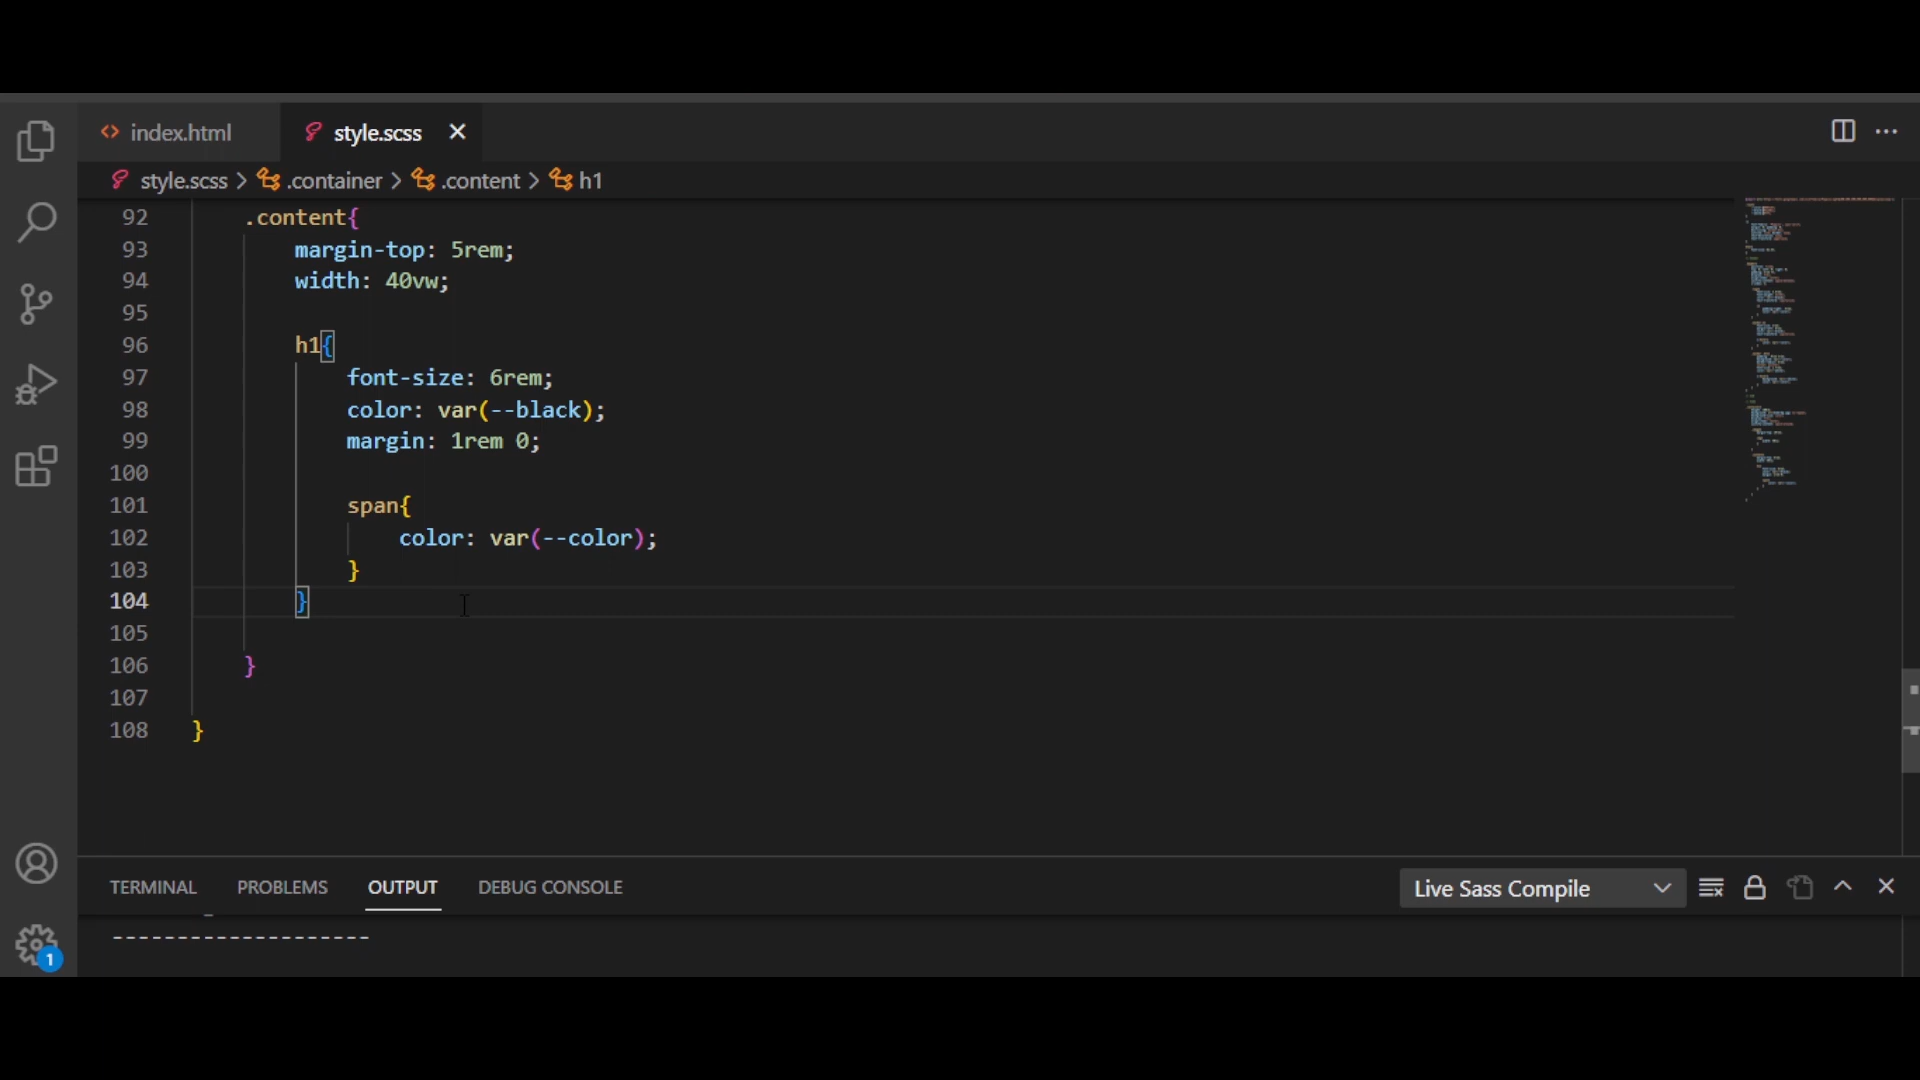 index.html
style.scss
style.scss > .container > .content > h1
92 .content{
93 margin-top: 5rem;
94 width: 40vw;
95
96 h1{
97 font-size: 6rem;
98 color: var(--black);
99 margin: 1rem 0;
100
101 span{
102 color: var(--color);
103 }
104 }
105
106 }
107
108 }
TERMINAL PROBLEMS OUTPUT DEBUG CONSOLE
Live Sass Compile
--------------------
1